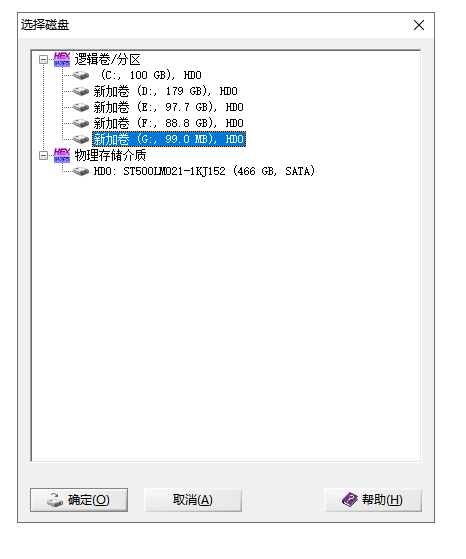 选择磁盘
逻辑卷/分区
(C:, 100 GB), HD0
新加卷 (D:, 179 GB), HD0
新加卷 (E:, 97.7 GB), HD0
新加卷 (F:, 88.8 GB), HD0
新加卷 (G:, 99.0 MB), HD0
物理存储介质
HD0: ST500LM021-1KJ152 (466 GB, SATA)
确定(O) 取消(A) 帮助(H)